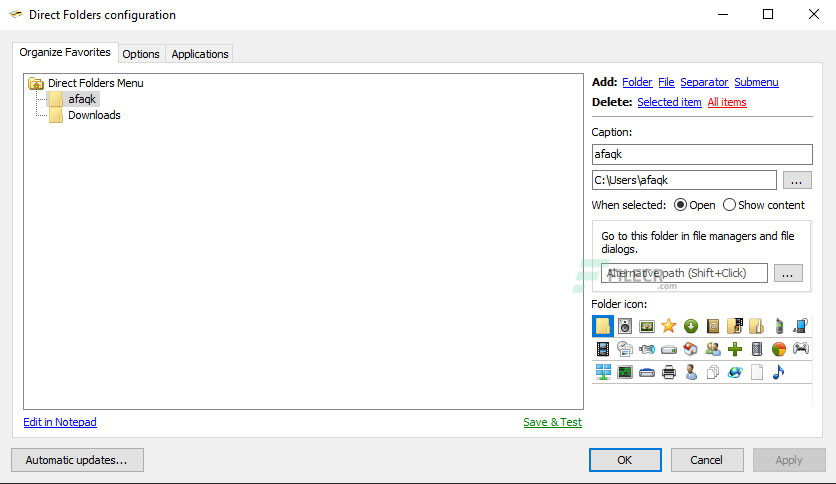 Direct Folders configuration
Organize Favorites
Options
Applications
Direct Folders Menu
afaqk
Downloads
Add: Folder File Separator Submenu
Delete: Selected item All items
Caption:
afaqk
C:\Users\afaqk
...
When selected: Open Show content
Go to this folder in file managers and file
dialogs.
Alternative path (Shift+Click)
...
FILECR
.com
Folder icon:
Edit in Notepad
Save & Test
Automatic updates...
OK
Cancel
Apply